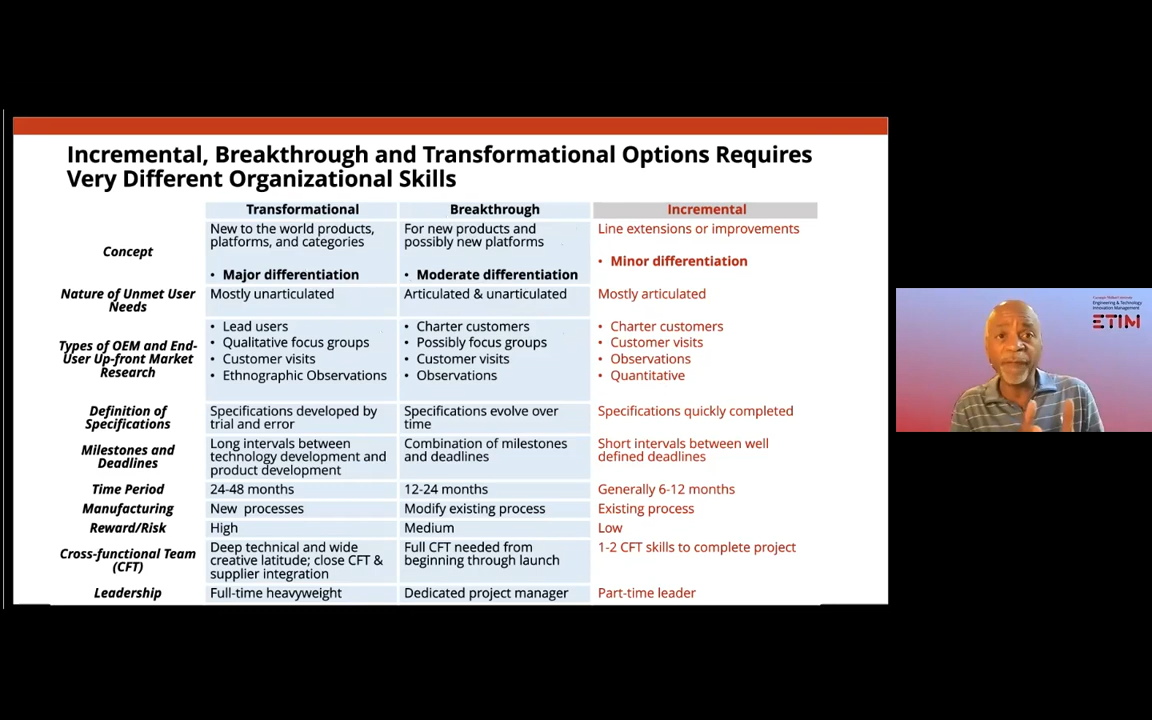 Incremental, Breakthrough and Transformational Options Requires
Very Different Organizational Skills
Transformational
Breakthrough
Incremental
Concept
New to the world products,
platforms, and categories
• Major differentiation
For new products and
possibly new platforms
• Moderate differentiation
Line extensions or improvements
• Minor differentiation
Nature of Unmet User
Needs
Mostly unarticulated
Articulated & unarticulated
Mostly articulated
Types of OEM and End-
User Up-front Market
Research
• Lead users
• Qualitative focus groups
• Customer visits
• Ethnographic Observations
• Charter customers
• Possibly focus groups
• Customer visits
• Observations
• Charter customers
• Customer visits
• Observations
• Quantitative
Definition of
Specifications
Specifications developed by
trial and error
Specifications evolve over
time
Specifications quickly completed
Milestones and
Deadlines
Long intervals between
technology development and
product development
Combination of milestones
and deadlines
Short intervals between well
defined deadlines
Time Period
24-48 months
12-24 months
Generally 6-12 months
Manufacturing
New processes
Modify existing process
Existing process
Reward/Risk
High
Medium
Low
Cross-functional Team
(CFT)
Deep technical and wide
creative latitude; close CFT &
supplier integration
Full CFT needed from
beginning through launch
1-2 CFT skills to complete project
Leadership
Full-time heavyweight
Dedicated project manager
Part-time leader
Carnegie Mellon University
Engineering & Technology
Innovation Management
ETIM